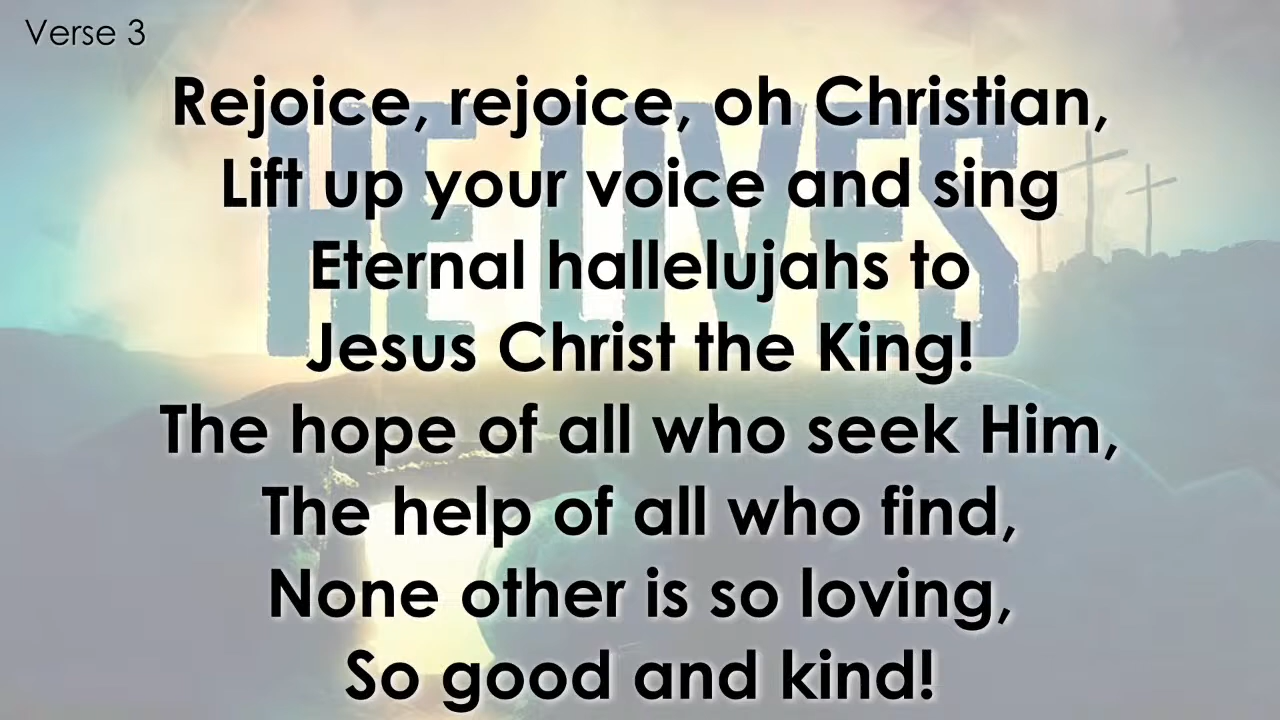 Verse 3
HE LIVES
Rejoice, rejoice, oh Christian,
Lift up your voice and sing
Eternal hallelujahs to
Jesus Christ the King!
The hope of all who seek Him,
The help of all who find,
None other is so loving,
So good and kind!